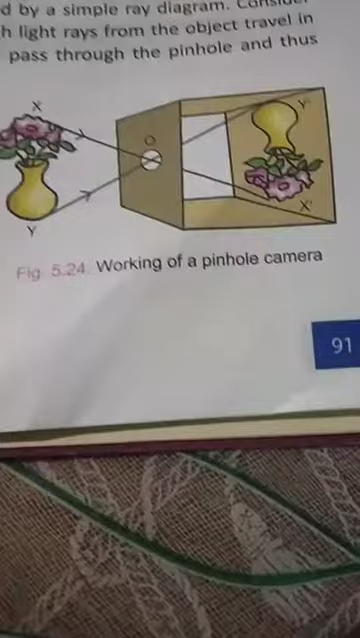 d by a simple ray diagram.
h light rays from the object travel in
pass through the pinhole and thus
X
Y'
O
X'
Y
Fig. 5.24. Working of a pinhole camera
91